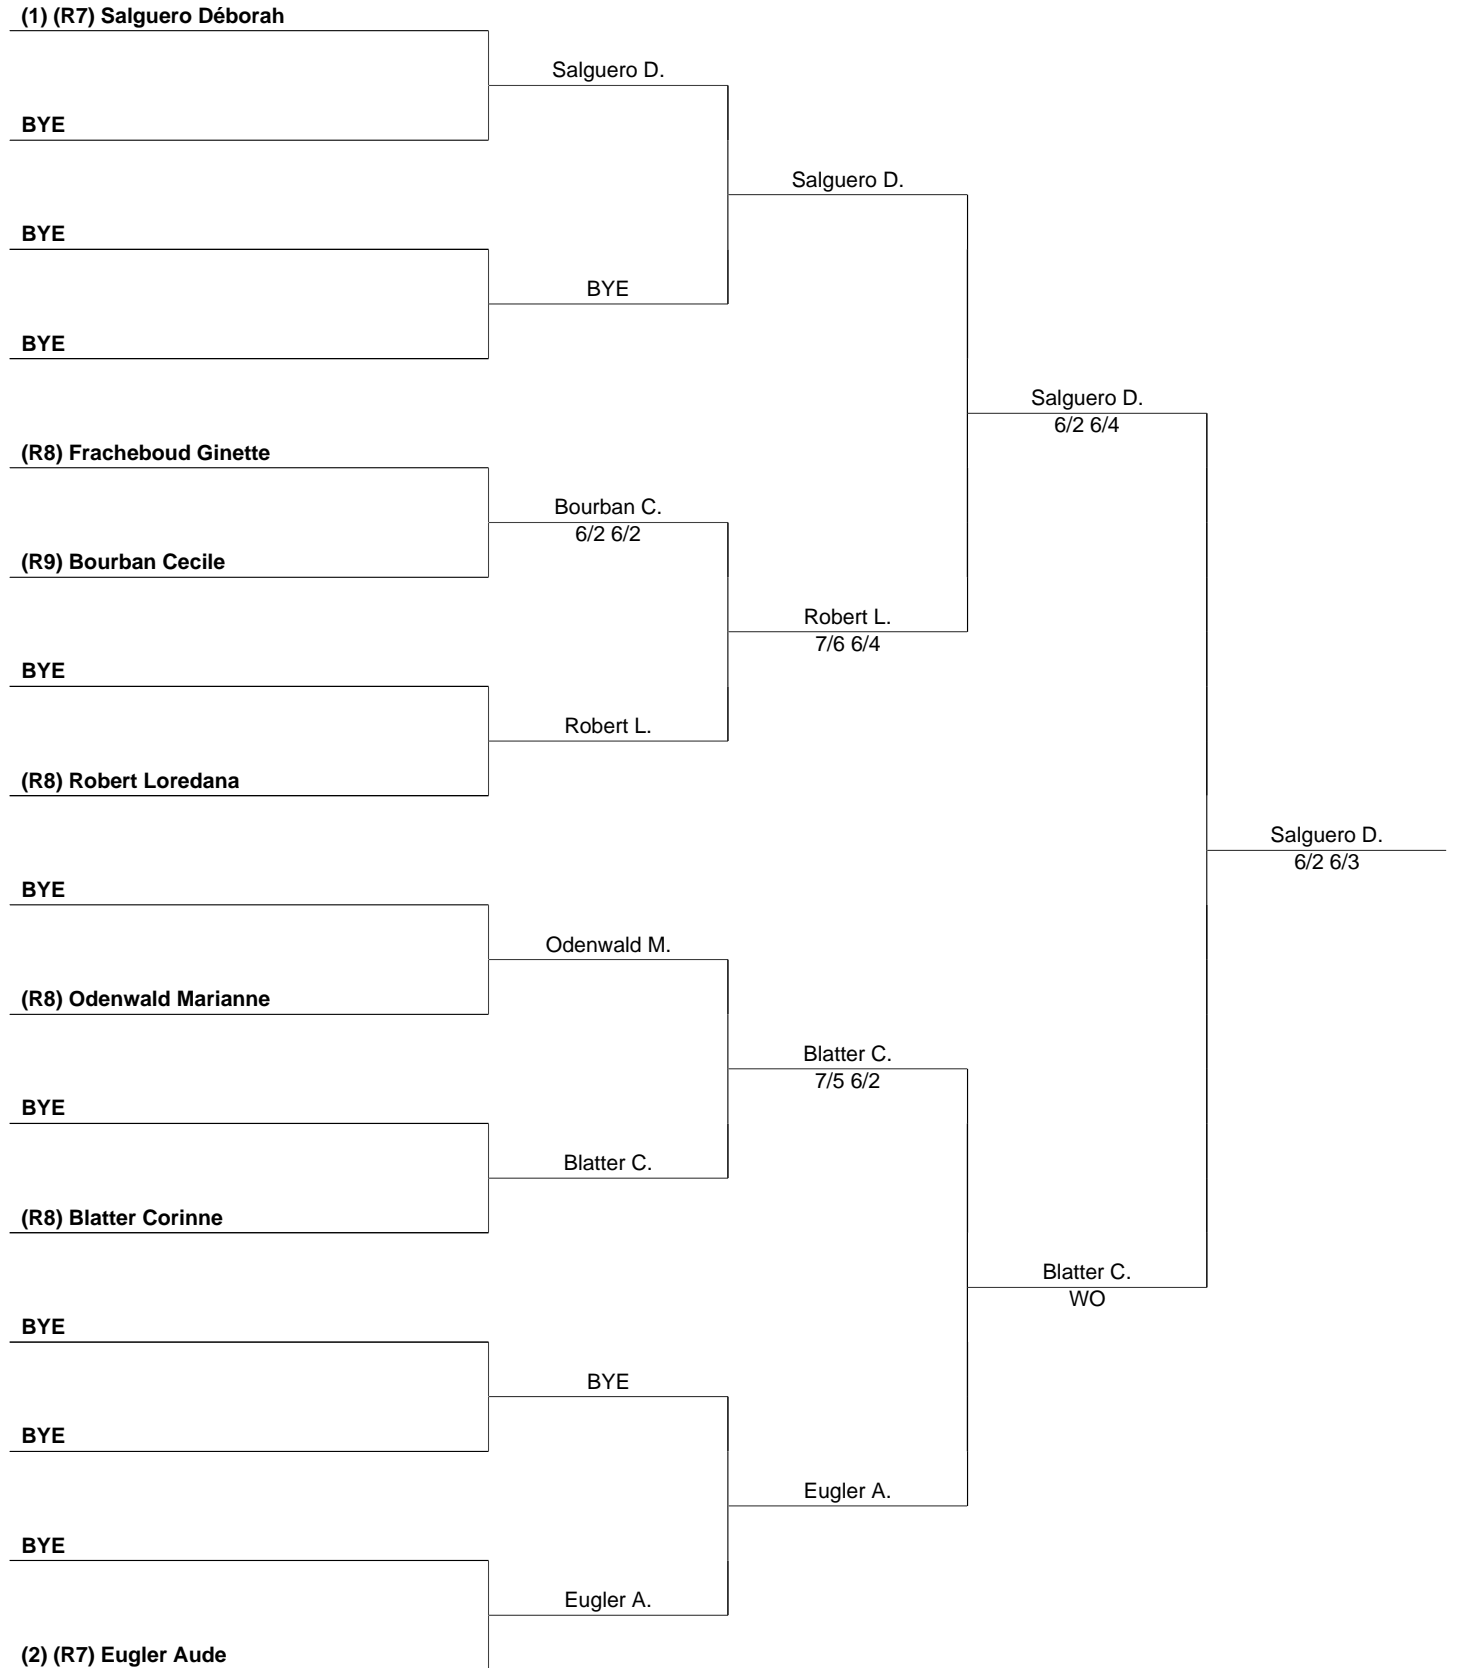 (1) (R7) Salguero Déborah
Salguero D.
BYE
Salguero D.
BYE
BYE
BYE
Salguero D.
6/2 6/4
(R8) Fracheboud Ginette
Bourban C.
6/2 6/2
(R9) Bourban Cecile
Robert L.
7/6 6/4
BYE
Robert L.
(R8) Robert Loredana
Salguero D.
6/2 6/3
BYE
Odenwald M.
(R8) Odenwald Marianne
Blatter C.
7/5 6/2
BYE
Blatter C.
(R8) Blatter Corinne
Blatter C.
WO
BYE
BYE
BYE
Eugler A.
BYE
Eugler A.
(2) (R7) Eugler Aude